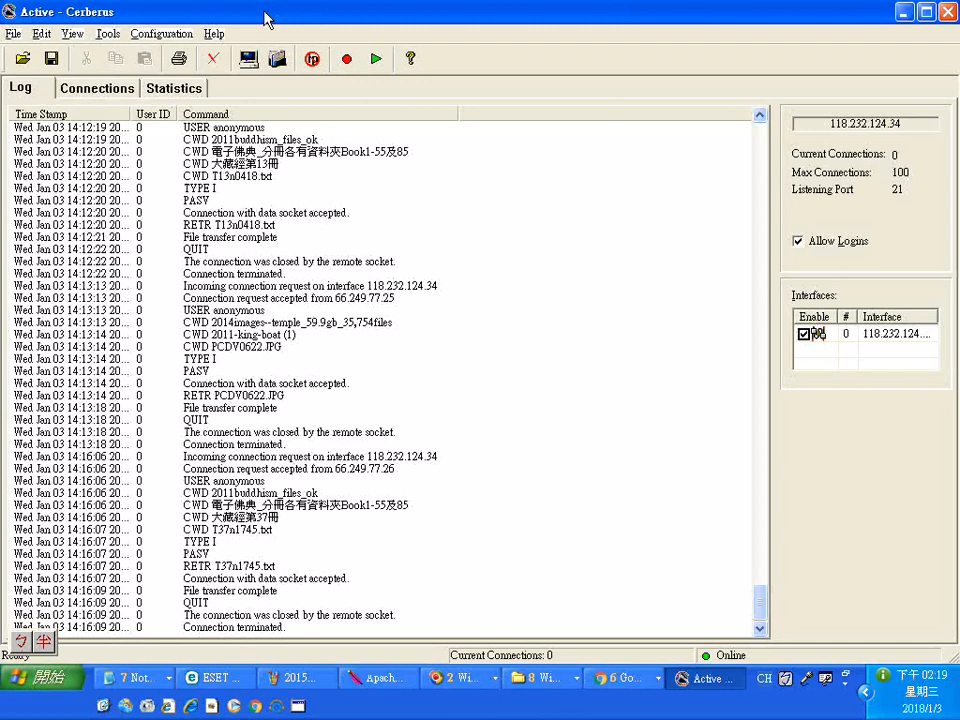 Active - Cerberus
File Edit View Tools Configuration Help
Log Connections Statistics
Time Stamp User ID Command
Wed Jan 03 14:12:19 20... 0 USER anonymous
CWD 2011buddhism_files_ok
Wed Jan 03 14:12:20 20... 0 CWD 電子佛典_分冊各有資料夾Book1-55及85
Wed Jan 03 14:12:20 20... 0 CWD 大藏經第13冊
Wed Jan 03 14:12:20 20... 0 CWD T13n0418.txt
Wed Jan 03 14:12:20 20... 0 TYPE I
Wed Jan 03 14:12:20 20... 0 PASV
Wed Jan 03 14:12:20 20... 0 Connection with data socket accepted.
Wed Jan 03 14:12:20 20... 0 RETR T13n0418.txt
Wed Jan 03 14:12:21 20... 0 File transfer complete
Wed Jan 03 14:12:22 20... 0 QUIT
Wed Jan 03 14:12:22 20... 0 The connection was closed by the remote socket.
Wed Jan 03 14:12:22 20... 0 Connection terminated.
Wed Jan 03 14:13:13 20... 0 Incoming connection request on interface 118.232.124.34
Wed Jan 03 14:13:13 20... 0 Connection request accepted from 66.249.77.25
Wed Jan 03 14:13:13 20... 0 USER anonymous
Wed Jan 03 14:13:13 20... 0 CWD 2014images--temple_59.9gb_35,754files
Wed Jan 03 14:13:14 20... 0 CWD 2011-king-boat (1)
Wed Jan 03 14:13:14 20... 0 CWD PCDV0622.JPG
Wed Jan 03 14:13:14 20... 0 TYPE I
Wed Jan 03 14:13:14 20... 0 PASV
Wed Jan 03 14:13:14 20... 0 Connection with data socket accepted.
Wed Jan 03 14:13:14 20... 0 RETR PCDV0622.JPG
Wed Jan 03 14:13:18 20... 0 File transfer complete
Wed Jan 03 14:13:18 20... 0 QUIT
Wed Jan 03 14:13:18 20... 0 The connection was closed by the remote socket.
Wed Jan 03 14:13:18 20... 0 Connection terminated.
Wed Jan 03 14:16:06 20... 0 Incoming connection request on interface 118.232.124.34
Wed Jan 03 14:16:06 20... 0 Connection request accepted from 66.249.77.26
Wed Jan 03 14:16:06 20... 0 USER anonymous
Wed Jan 03 14:16:06 20... 0 CWD 2011buddhism_files_ok
Wed Jan 03 14:16:06 20... 0 CWD 電子佛典_分冊各有資料夾Book1-55及85
Wed Jan 03 14:16:06 20... 0 CWD 大藏經第37冊
Wed Jan 03 14:16:07 20... 0 CWD T37n1745.txt
Wed Jan 03 14:16:07 20... 0 TYPE I
Wed Jan 03 14:16:07 20... 0 PASV
Wed Jan 03 14:16:07 20... 0 RETR T37n1745.txt
Wed Jan 03 14:16:07 20... 0 Connection with data socket accepted.
Wed Jan 03 14:16:09 20... 0 File transfer complete
Wed Jan 03 14:16:09 20... 0 QUIT
Wed Jan 03 14:16:09 20... 0 The connection was closed by the remote socket.
Wed Jan 03 14:16:09 20... 0 Connection terminated.
118.232.124.34
Current Connections: 0
Max Connections: 100
Listening Port 21
Allow Logins
Interfaces:
Enable # Interface
0 118.232.124....
ㄅ 半
Current Connections: 0 Online
開始 7 Not... ESET ... 2015... Apach... 2 Wi... 8 Wi... 6 Go... Active ... CH
下午 02:19
星期三
2018/1/3